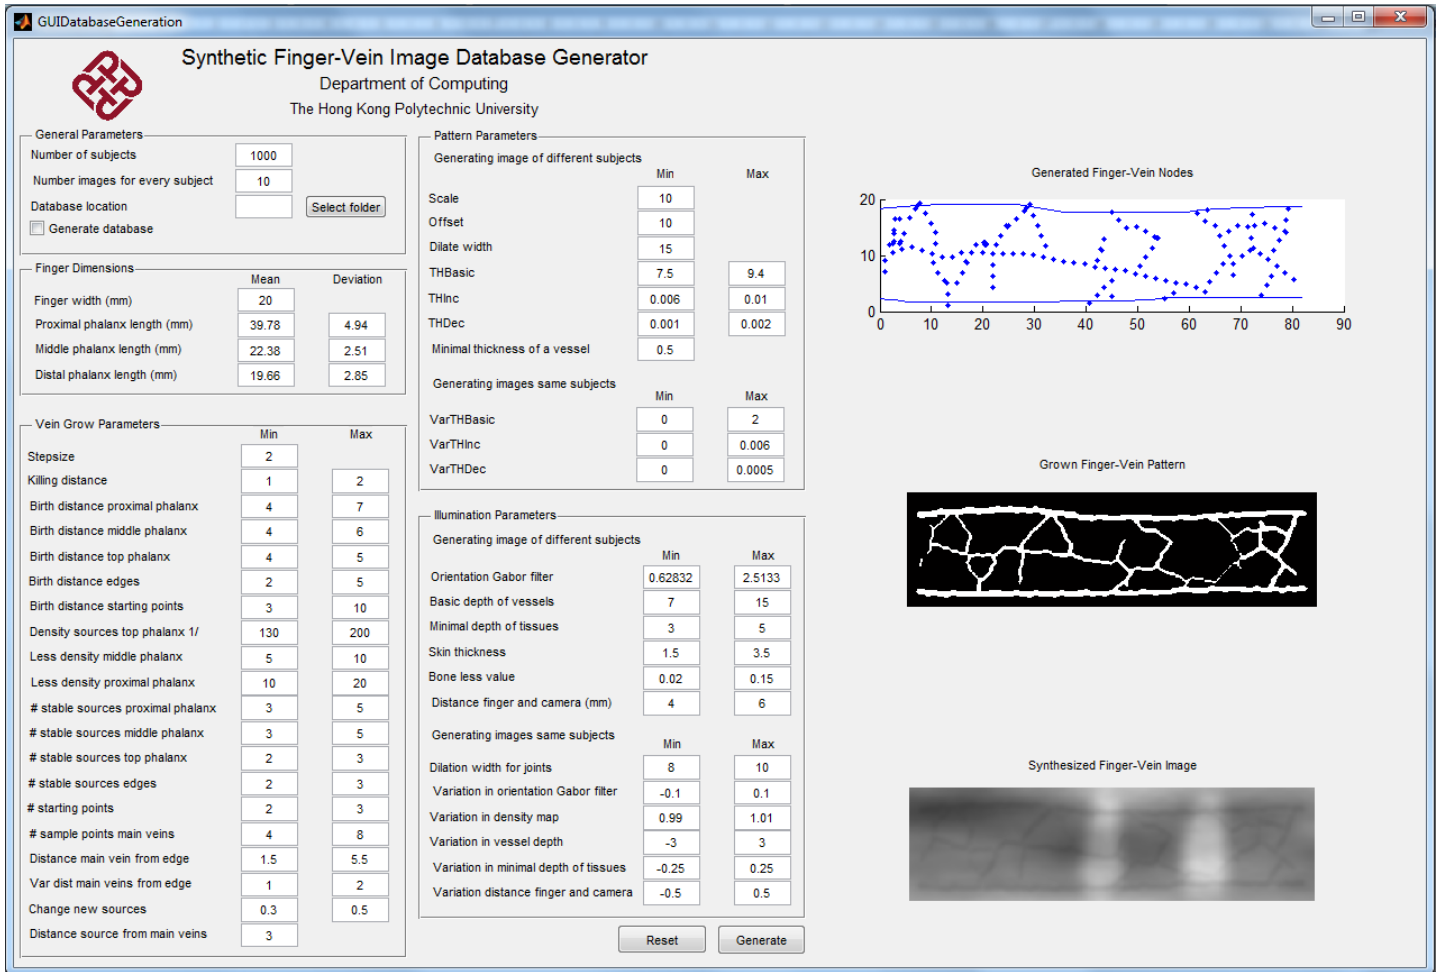 GUIDatabaseGeneration
Synthetic Finger-Vein Image Database Generator
Department of Computing
The Hong Kong Polytechnic University
General Parameters
Number of subjects 1000
Number images for every subject 10
Database location Select folder
Generate database
Finger Dimensions
Mean Deviation
Finger width (mm) 20
Proximal phalanx length (mm) 39.78 4.94
Middle phalanx length (mm) 22.38 2.51
Distal phalanx length (mm) 19.66 2.85
Vein Grow Parameters
Min Max
Stepsize 2
Killing distance 1 2
Birth distance proximal phalanx 4 7
Birth distance middle phalanx 4 6
Birth distance top phalanx 4 5
Birth distance edges 2 5
Birth distance starting points 3 10
Density sources top phalanx 1/ 130 200
Less density middle phalanx 5 10
Less density proximal phalanx 10 20
# stable sources proximal phalanx 3 5
# stable sources middle phalanx 3 5
# stable sources top phalanx 2 3
# stable sources edges 2 3
# starting points 2 3
# sample points main veins 4 8
Distance main vein from edge 1.5 5.5
Var dist main veins from edge 1 2
Change new sources 0.3 0.5
Distance source from main veins 3
Pattern Parameters
Generating image of different subjects
Min Max
Scale 10
Offset 10
Dilate width 15
THBasic 7.5 9.4
THInc 0.006 0.01
THDec 0.001 0.002
Minimal thickness of a vessel 0.5
Generating images same subjects
Min Max
VarTHBasic 0 2
VarTHInc 0 0.006
VarTHDec 0 0.0005
Illumination Parameters
Generating image of different subjects
Min Max
Orientation Gabor filter 0.62832 2.5133
Basic depth of vessels 7 15
Minimal depth of tissues 3 5
Skin thickness 1.5 3.5
Bone less value 0.02 0.15
Distance finger and camera (mm) 4 6
Generating images same subjects
Min Max
Dilation width for joints 8 10
Variation in orientation Gabor filter -0.1 0.1
Variation in density map 0.99 1.01
Variation in vessel depth -3 3
Variation in minimal depth of tissues -0.25 0.25
Variation distance finger and camera -0.5 0.5
Reset Generate
Generated Finger-Vein Nodes
20
10
0
0 10 20 30 40 50 60 70 80 90
Grown Finger-Vein Pattern
Synthesized Finger-Vein Image